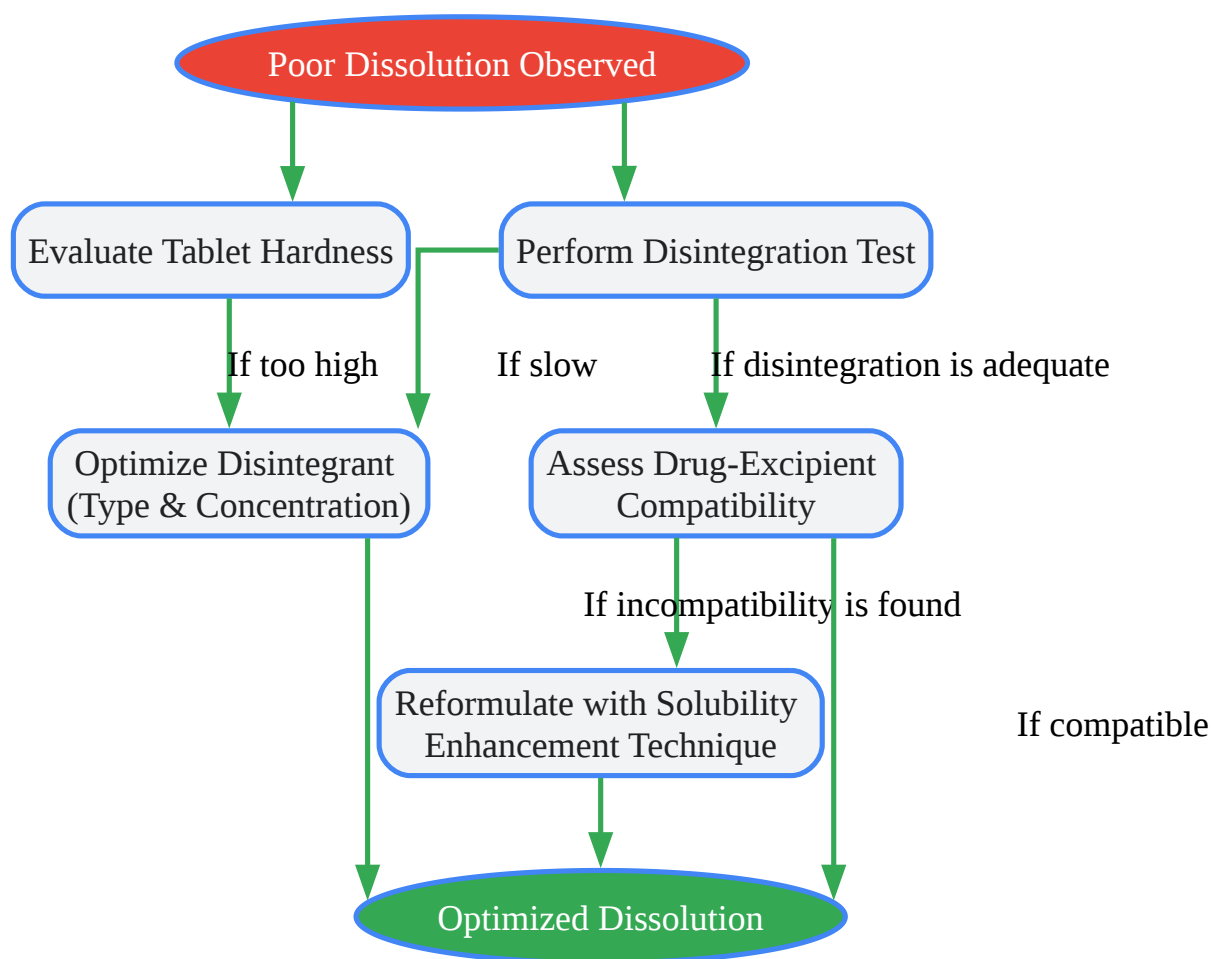 Poor Dissolution Observed
Evaluate Tablet Hardness
Perform Disintegration Test
If too high
If slow
If disintegration is adequate
Optimize Disintegrant
(Type & Concentration)
Assess Drug-Excipient
Compatibility
If incompatibility is found
Reformulate with Solubility
Enhancement Technique
If compatible
Optimized Dissolution